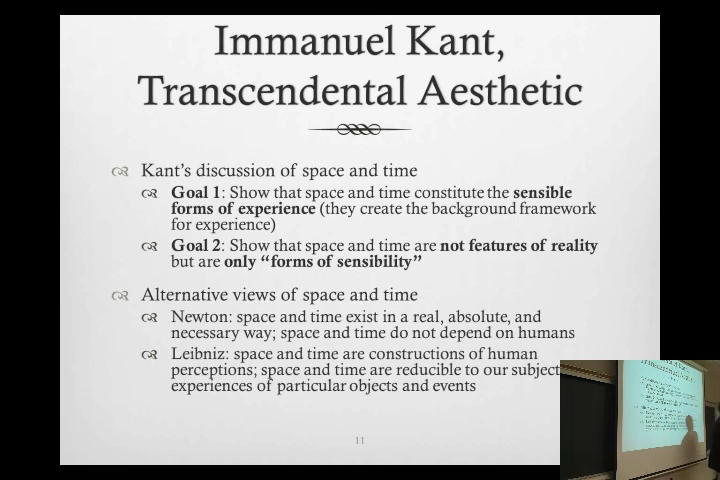 Immanuel Kant,
Transcendental Aesthetic
Kant's discussion of space and time
Goal 1: Show that space and time constitute the sensible
forms of experience (they create the background framework
for experience)
Goal 2: Show that space and time are not features of reality
but are only “forms of sensibility”
Alternative views of space and time
Newton: space and time exist in a real, absolute, and
necessary way; space and time do not depend on humans
Leibniz: space and time are constructions of human
perceptions; space and time are reducible to our subject
experiences of particular objects and events
11